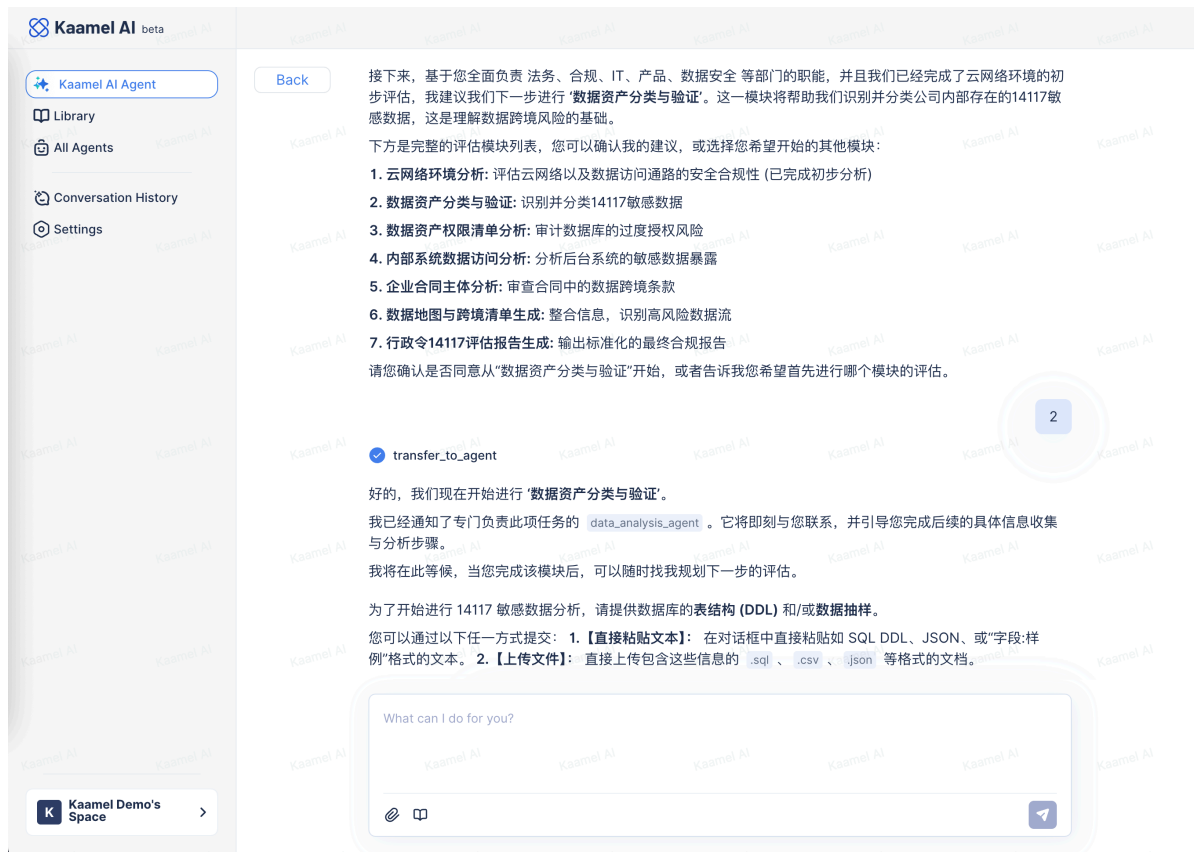 Kaamel AI beta
Kaamel AI Agent
Library
All Agents
Conversation History
Settings
Kaamel Demo's
Space
K
Back
接下来，基于您全面负责 法务、合规、IT、产品、数据安全 等部门的职能，并且我们已经完成了云网络环境的初
步评估，我建议我们下一步进行 ‘数据资产分类与验证’。这一模块将帮助我们识别并分类公司内部存在的14117敏
感数据，这是理解数据跨境风险的基础。
下方是完整的评估模块列表，您可以确认我的建议，或选择您希望开始的其他模块：
1. 云网络环境分析: 评估云网络以及数据访问通路的安全合规性 (已完成初步分析)
2. 数据资产分类与验证: 识别并分类14117敏感数据
3. 数据资产权限清单分析: 审计数据库的过度授权风险
4. 内部系统数据访问分析: 分析后台系统的敏感数据暴露
5. 企业合同主体分析: 审查合同中的数据跨境条款
6. 数据地图与跨境清单生成: 整合信息，识别高风险数据流
7. 行政令14117评估报告生成: 输出标准化的最终合规报告
请您确认是否同意从“数据资产分类与验证”开始，或者告诉我您希望首先进行哪个模块的评估。
2
transfer_to_agent
好的，我们现在开始进行 ‘数据资产分类与验证’。
我已经通知了专门负责此项任务的 data_analysis_agent 。它将即刻与您联系，并引导您完成后续的具体信息收集
与分析步骤。
我将在此等候，当您完成该模块后，可以随时找我规划下一步的评估。
为了开始进行 14117 敏感数据分析，请提供数据库的表结构 (DDL) 和/或数据抽样。
您可以通过以下任一方式提交： 1.【直接粘贴文本】： 在对话框中直接粘贴如 SQL DDL、JSON、或“字段:样
例”格式的文本。 2.【上传文件】： 直接上传包含这些信息的 .sql 、 .csv 、 .json 等格式的文档。
What can I do for you?
Kaamel AI